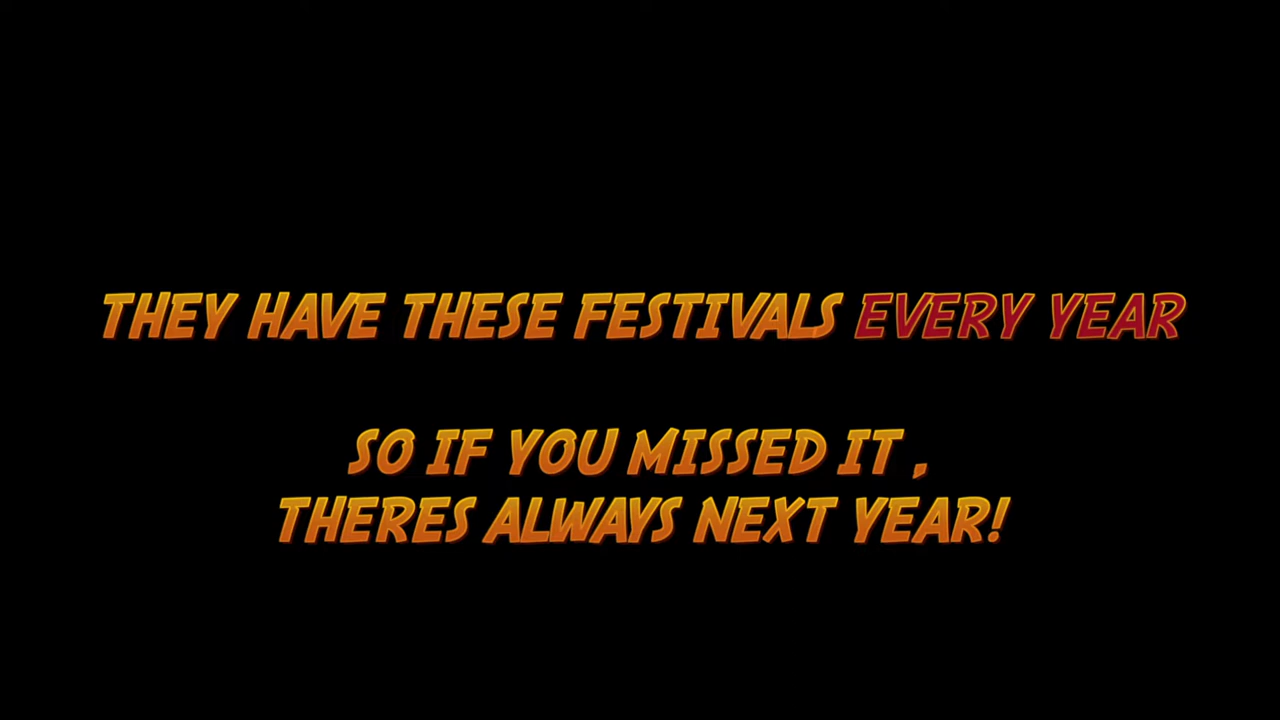 THEY HAVE THESE FESTIVALS EVERY YEAR
SO IF YOU MISSED IT ,
THERES ALWAYS NEXT YEAR!